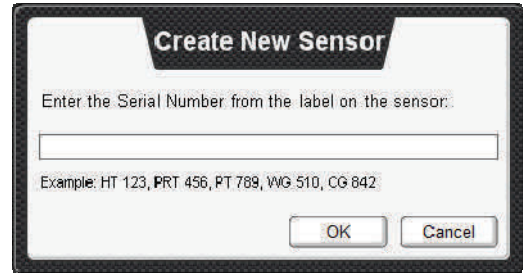 Create New Sensor
Enter the Serial Number from the label on the sensor:
Example: HT 123, PRT 456, PT 789, WG 510, CG 842
OK Cancel